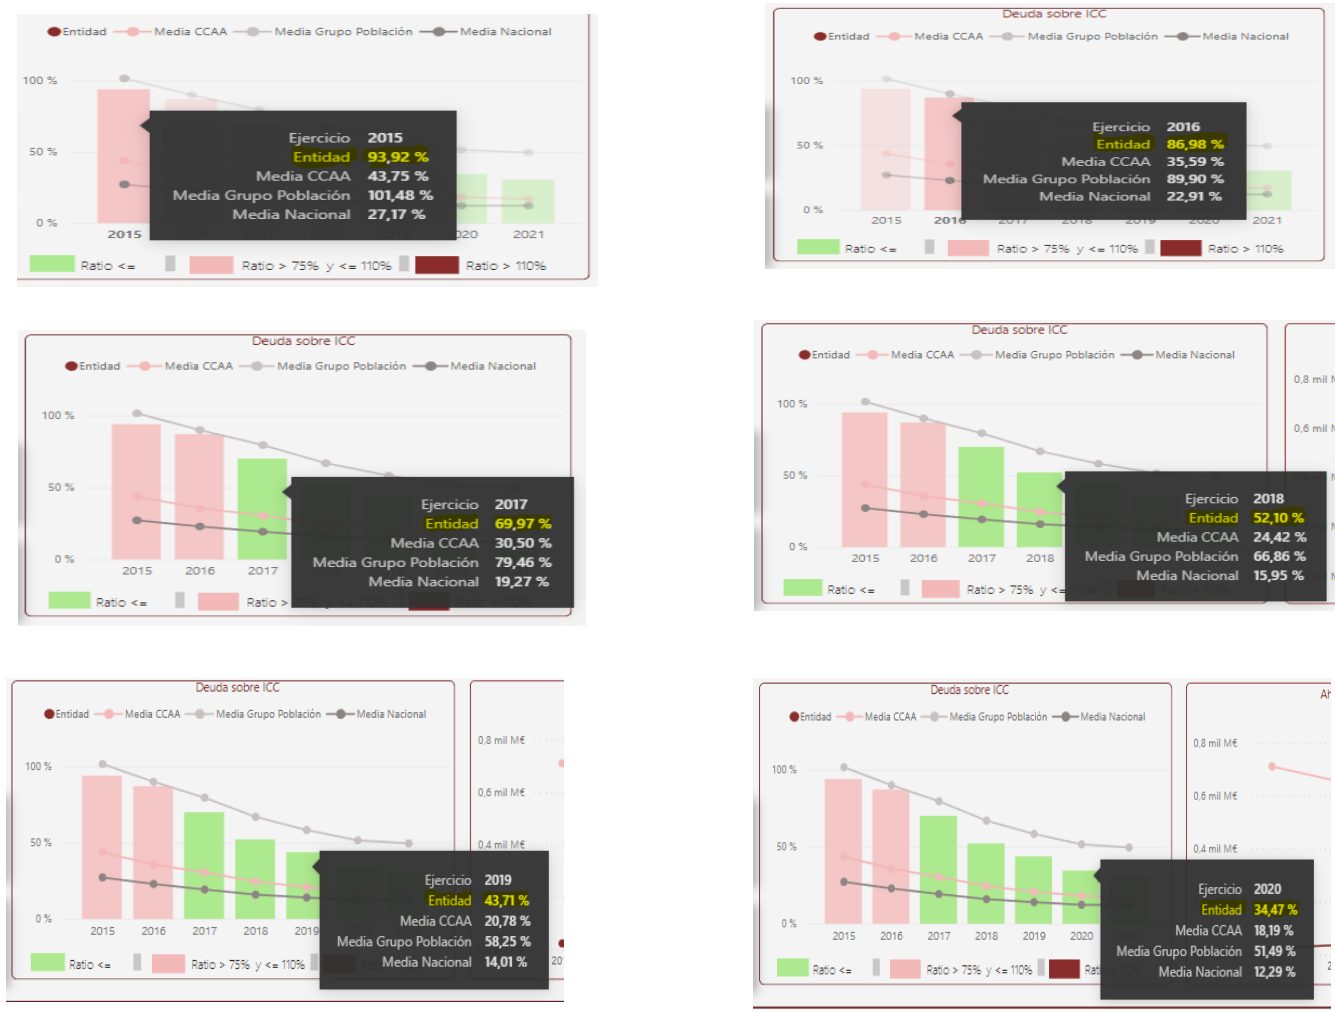 Entidad Media CCAA Media Grupo Población Media Nacional
100 %
50 %
0 %
Ejercicio 2015
Entidad 93,92 %
Media CCAA 43,75 %
Media Grupo Población 101,48 %
Media Nacional 27,17 %
2015 2020 2021
Ratio <= Ratio > 75% y <= 110% Ratio > 110%
Deuda sobre ICC
Entidad Media CCAA Media Grupo Población Media Nacional
100 %
50 %
0 %
Ejercicio 2016
Entidad 86,98 %
Media CCAA 35,59 %
Media Grupo Población 89,90 %
Media Nacional 22,91 %
2015 2016 2017 2018 2019 2020 2021
Ratio <= Ratio > 75% y <= 110% Ratio > 110%
Deuda sobre ICC
Entidad Media CCAA Media Grupo Población Media Nacional
100 %
50 %
0 %
Ejercicio 2017
Entidad 69,97 %
Media CCAA 30,50 %
Media Grupo Población 79,46 %
Media Nacional 19,27 %
2015 2016 2017
Ratio <= Ratio >
Deuda sobre ICC
Entidad Media CCAA Media Grupo Población Media Nacional
100 %
50 %
0 %
Ejercicio 2018
Entidad 52,10 %
Media CCAA 24,42 %
Media Grupo Población 66,86 %
Media Nacional 15,95 %
2015 2016 2017 2018
Ratio <= Ratio > 75% y <=
0,8 mil
0,6 mil
Deuda sobre ICC
Entidad Media CCAA Media Grupo Población Media Nacional
100 %
50 %
0 %
Ejercicio 2019
Entidad 43,71 %
Media CCAA 20,78 %
Media Grupo Población 58,25 %
Media Nacional 14,01 %
2015 2016 2017 2018 2019
Ratio <= Ratio > 75% y <= 110%
0,8 mil M€
0,6 mil M€
0,4 mil M€
20
Deuda sobre ICC
Entidad Media CCAA Media Grupo Población Media Nacional
100 %
50 %
0 %
Ejercicio 2020
Entidad 34,47 %
Media CCAA 18,19 %
Media Grupo Población 51,49 %
Media Nacional 12,29 %
2015 2016 2017 2018 2019 2020
Ratio <= Ratio > 75% y <= 110% Rat
Ah
0,8 mil M€
0,6 mil M€
0,4 mil M€
2